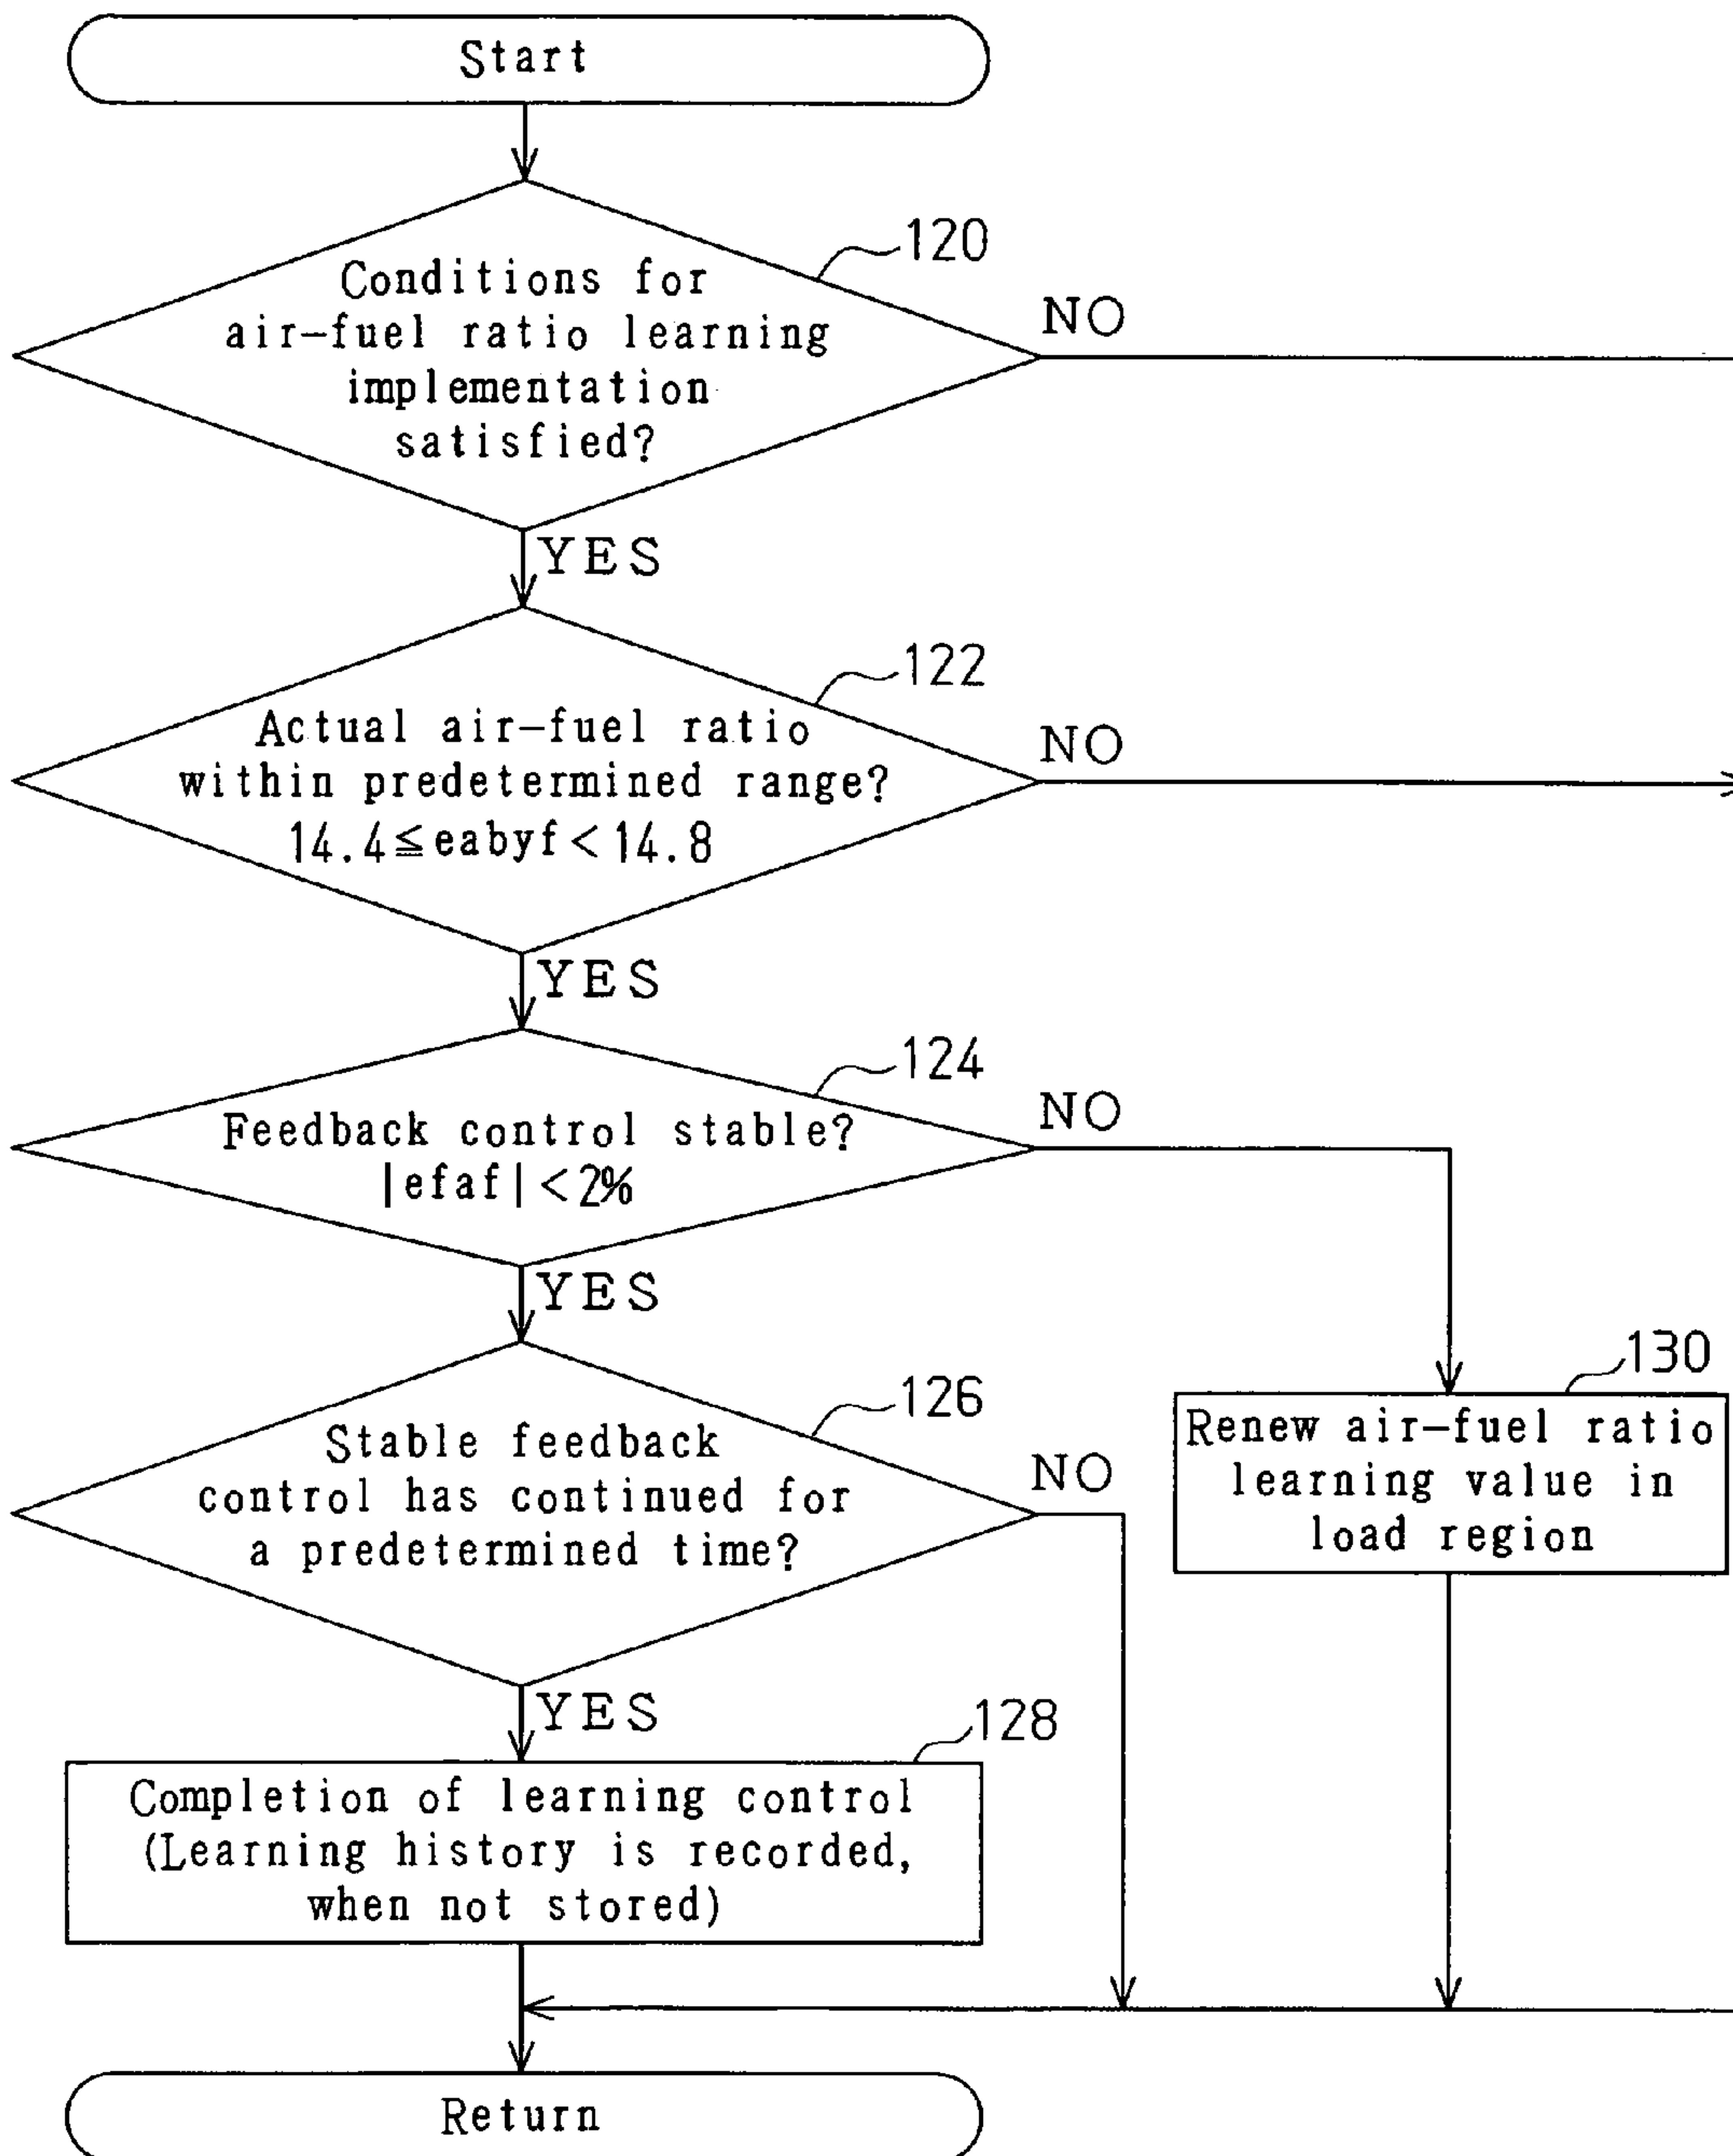 Start
120
Conditions for
air-fuel ratio learning
implementation
satisfied?
NO
YES
122
Actual air-fuel ratio
within predetermined range?
14.4≦eabyf<14.8
NO
YES
124
Feedback control stable?
|efaf|<2%
NO
YES
126
Stable feedback
control has continued for
a predetermined time?
NO
130
Renew air-fuel ratio
learning value in
load region
YES
128
Completion of learning control
(Learning history is recorded,
when not stored)
Return